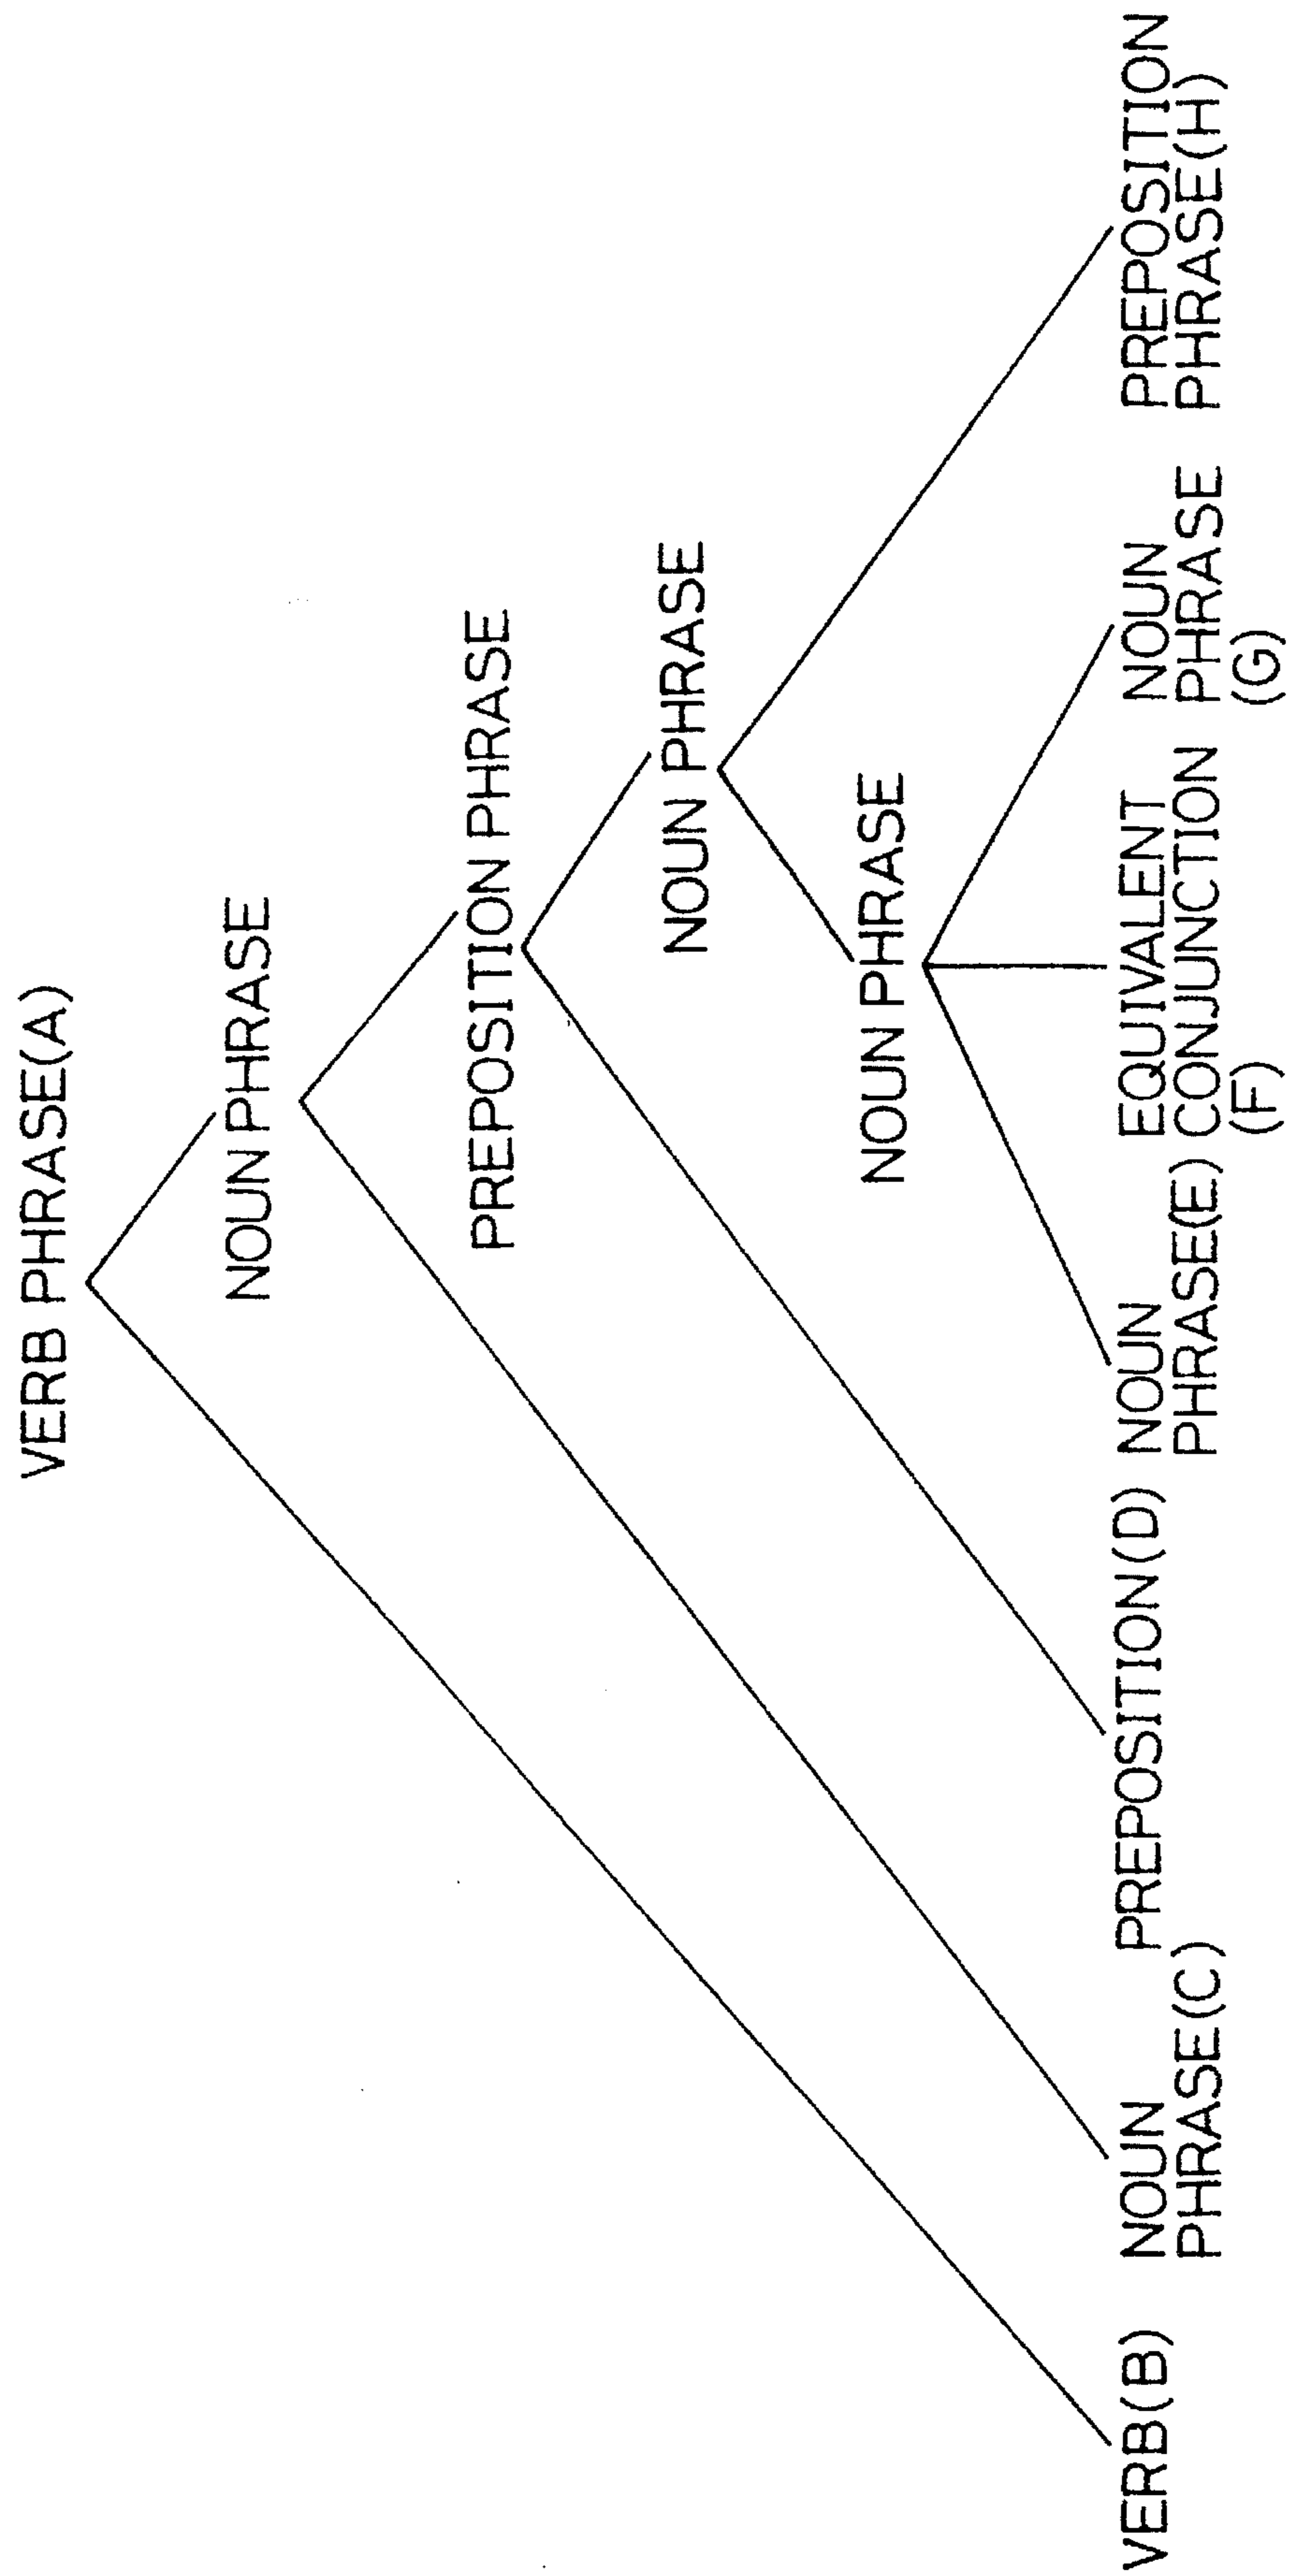 VERB PHRASE(A)
NOUN PHRASE
PREPOSITION PHRASE
NOUN PHRASE
NOUN PHRASE
VERB(B)
NOUN
PHRASE(C)
PREPOSITION(D)
NOUN
PHRASE(E)
EQUIVALENT
CONJUNCTION
(F)
NOUN
PHRASE
(G)
PREPOSITION
PHRASE(H)